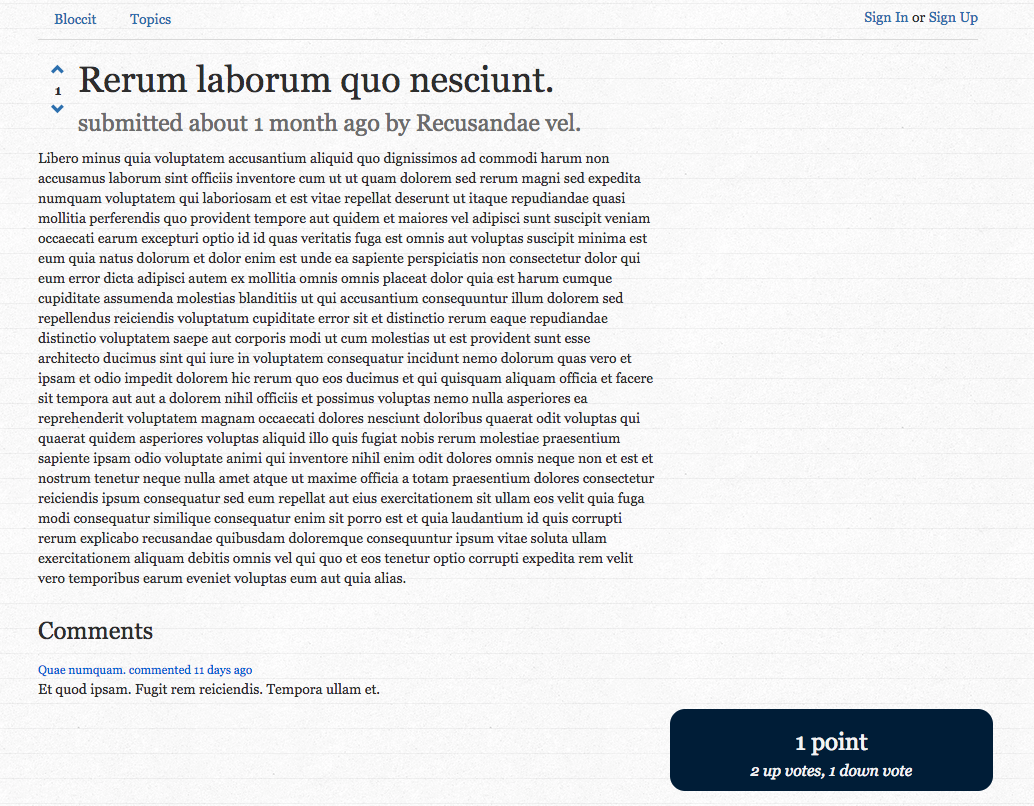 Bloccit Topics Sign In or Sign Up
Rerum laborum quo nesciunt.
1
submitted about 1 month ago by Recusandae vel.
Libero minus quia voluptatem accusantium aliquid quo dignissimos ad commodi harum non
accusamus laborum sint officiis inventore cum ut ut quam dolorem sed rerum magni sed expedita
numquam voluptatem qui laboriosam et est vitae repellat deserunt ut itaque repudiandae quasi
mollitia perferendis quo provident tempore aut quidem et maiores vel adipisci sunt suscipit veniam
occaecati earum excepturi optio id id quas veritatis fuga est omnis aut voluptas suscipit minima est
eum quia natus dolorum et dolor enim est unde ea sapiente perspiciatis non consectetur dolor qui
eum error dicta adipisci autem ex mollitia omnis omnis placeat dolor quia est harum cumque
cupiditate assumenda molestias blanditiis ut qui accusantium consequuntur illum dolorem sed
repellendus reiciendis voluptatum cupiditate error sit et distinctio rerum eaque repudiandae
distinctio voluptatem saepe aut corporis modi ut cum molestias ut est provident sunt esse
architecto ducimus sint qui iure in voluptatem consequatur incidunt nemo dolorum quas vero et
ipsam et odio impedit dolorem hic rerum quo eos ducimus et qui quisquam aliquam officia et facere
sit tempora aut aut a dolorem nihil officiis et possimus voluptas nemo nulla asperiores ea
reprehenderit voluptatem magnam occaecati dolores nesciunt doloribus quaerat odit voluptas qui
quaerat quidem asperiores voluptas aliquid illo quis fugiat nobis rerum molestiae praesentium
sapiente ipsam odio voluptate animi qui inventore nihil enim odit dolores omnis neque non et est et
nostrum tenetur neque nulla amet atque ut maxime officia a totam praesentium dolores consectetur
reiciendis ipsum consequatur sed eum repellat aut eius exercitationem sit ullam eos velit quia fuga
modi consequatur similique consequatur enim sit porro est et quia laudantium id quis corrupti
rerum explicabo recusandae quibusdam doloremque consequuntur ipsum vitae soluta ullam
exercitationem aliquam debitis omnis vel qui quo et eos tenetur optio corrupti expedita rem velit
vero temporibus earum eveniet voluptas eum aut quia alias.
Comments
Quae numquam. commented 11 days ago
Et quod ipsam. Fugit rem reiciendis. Tempora ullam et.
1 point
2 up votes, 1 down vote